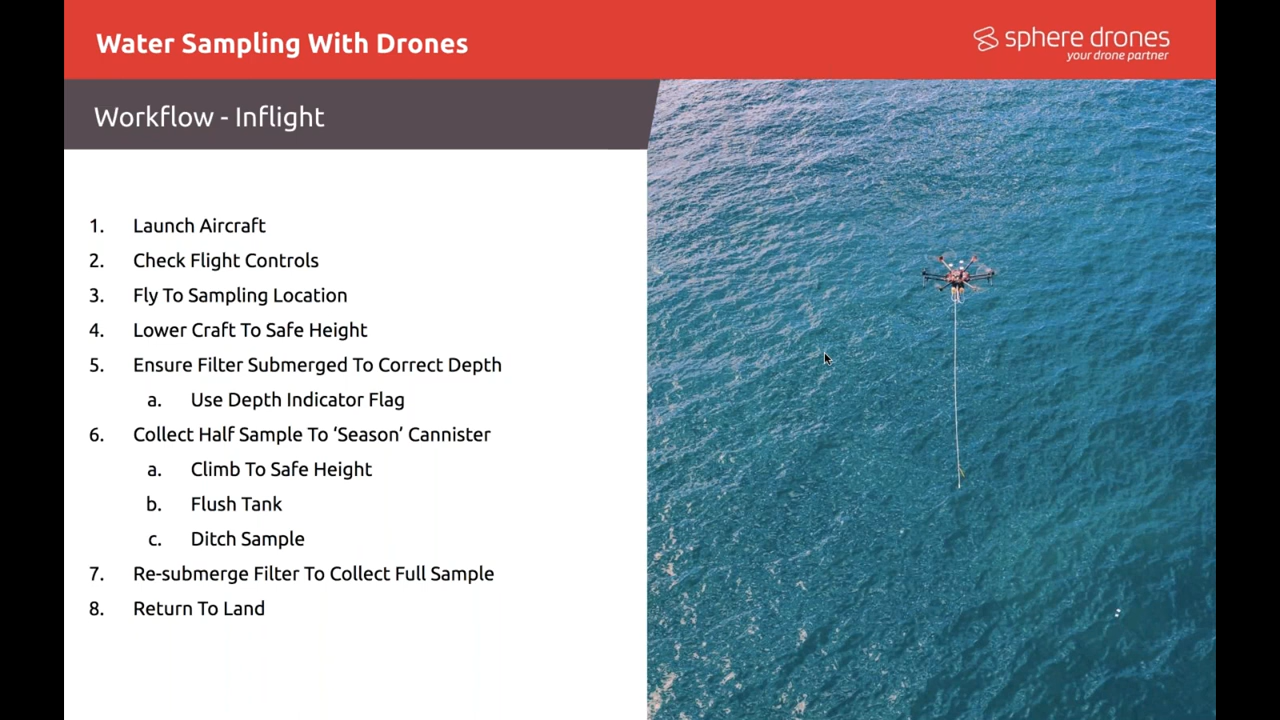 Water Sampling With Drones
sphere drones
your drone partner
Workflow - Inflight
1. Launch Aircraft
2. Check Flight Controls
3. Fly To Sampling Location
4. Lower Craft To Safe Height
5. Ensure Filter Submerged To Correct Depth
a. Use Depth Indicator Flag
6. Collect Half Sample To ‘Season’ Cannister
a. Climb To Safe Height
b. Flush Tank
c. Ditch Sample
7. Re-submerge Filter To Collect Full Sample
8. Return To Land